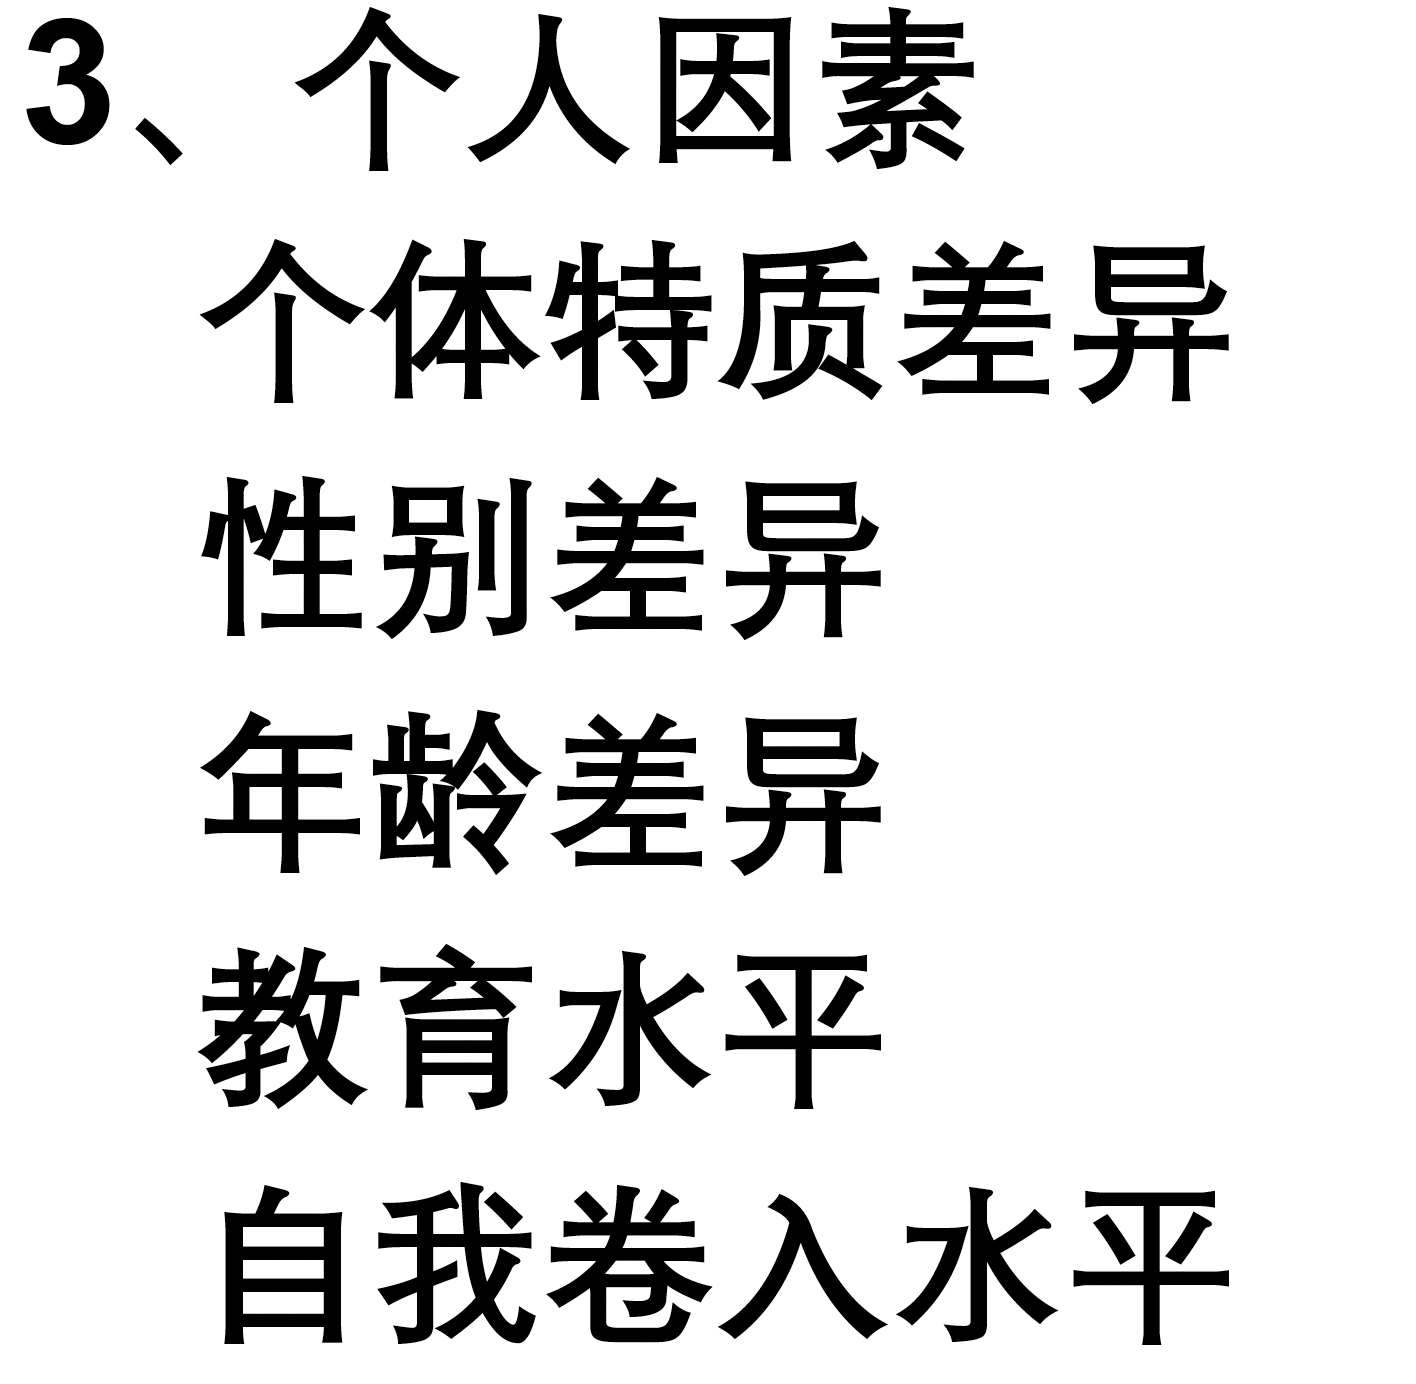 3、 个人因素
个体特质差异
性别差异
年龄差异
教育水平
自我卷入水平